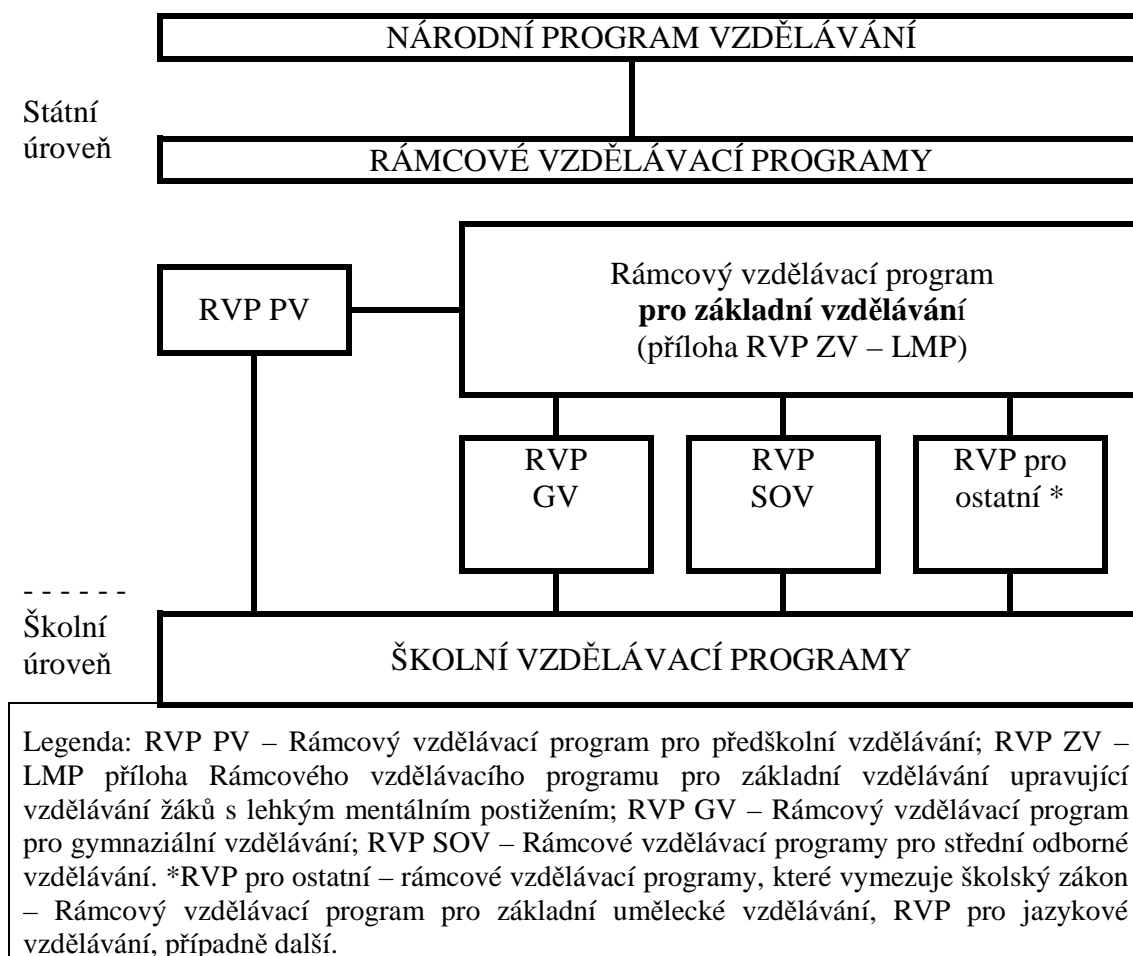 NÁRODNÍ PROGRAM VZDĚLÁVÁNÍ
Státní
úroveň
RÁMCOVÉ VZDĚLÁVACÍ PROGRAMY
RVP PV
Rámcový vzdělávací program
pro základní vzdělávání
(příloha RVP ZV – LMP)
RVP
GV
RVP
SOV
RVP pro
ostatní *
- - - - - -
Školní
úroveň
ŠKOLNÍ VZDĚLÁVACÍ PROGRAMY
Legenda: RVP PV – Rámcový vzdělávací program pro předškolní vzdělávání; RVP ZV –
LMP příloha Rámcového vzdělávacího programu pro základní vzdělávání upravující
vzdělávání žáků s lehkým mentálním postižením; RVP GV – Rámcový vzdělávací program
pro gymnaziální vzdělávání; RVP SOV – Rámcové vzdělávací programy pro střední odborné
vzdělávání. *RVP pro ostatní – rámcové vzdělávací programy, které vymezuje školský zákon
– Rámcový vzdělávací program pro základní umělecké vzdělávání, RVP pro jazykové
vzdělávání, případně další.